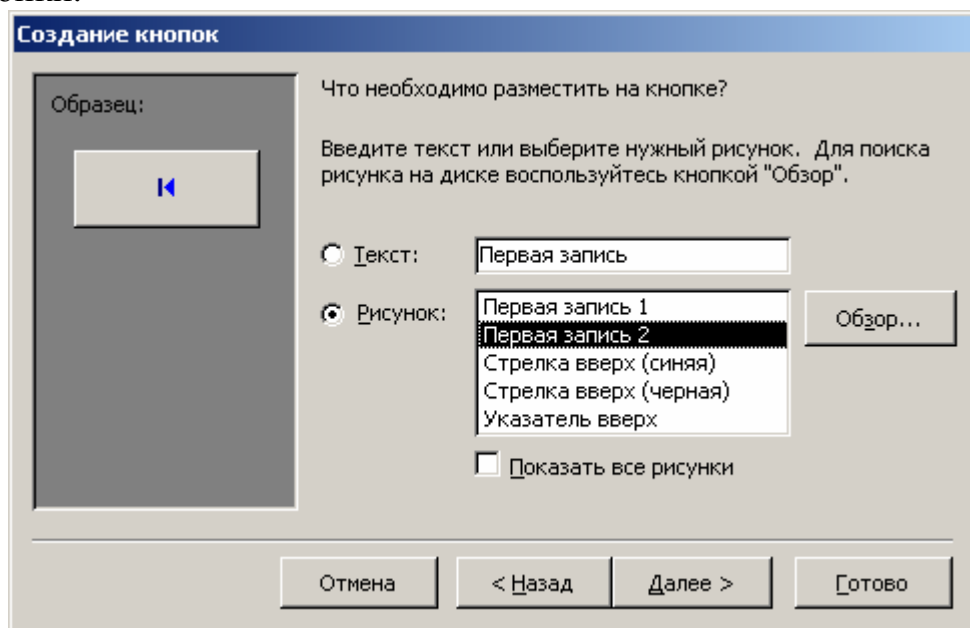 Создание кнопок
Образец:
Что необходимо разместить на кнопке?
Введите текст или выберите нужный рисунок. Для поиска
рисунка на диске воспользуйтесь кнопкой "Обзор".
Текст:
Первая запись
Рисунок:
Первая запись 1
Первая запись 2
Стрелка вверх (синяя)
Стрелка вверх (черная)
Указатель вверх
Обзор...
Показать все рисунки
Отмена
< Назад
Далее >
Готово